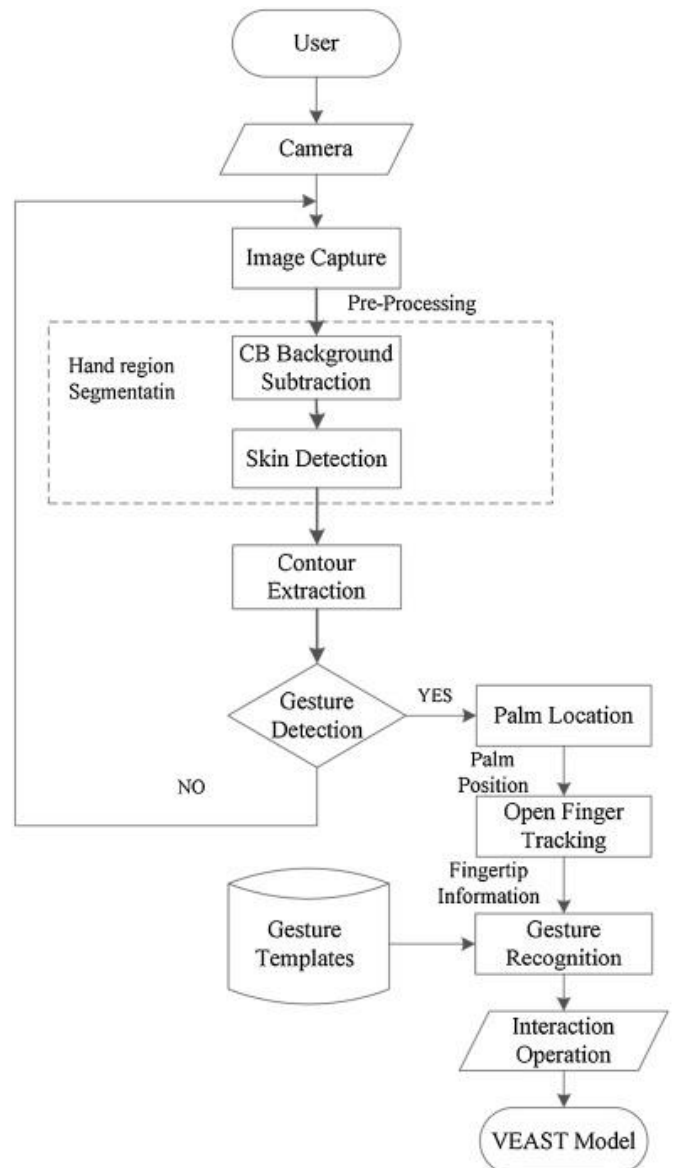 User
Camera
Image Capture
Pre-Processing
Hand region
Segmentatin
CB Background
Subtraction
Skin Detection
Contour
Extraction
Gesture
Detection
YES
NO
Palm Location
Palm
Position
Open Finger
Tracking
Fingertip
Information
Gesture
Templates
Gesture
Recognition
Interaction
Operation
VEAST Model